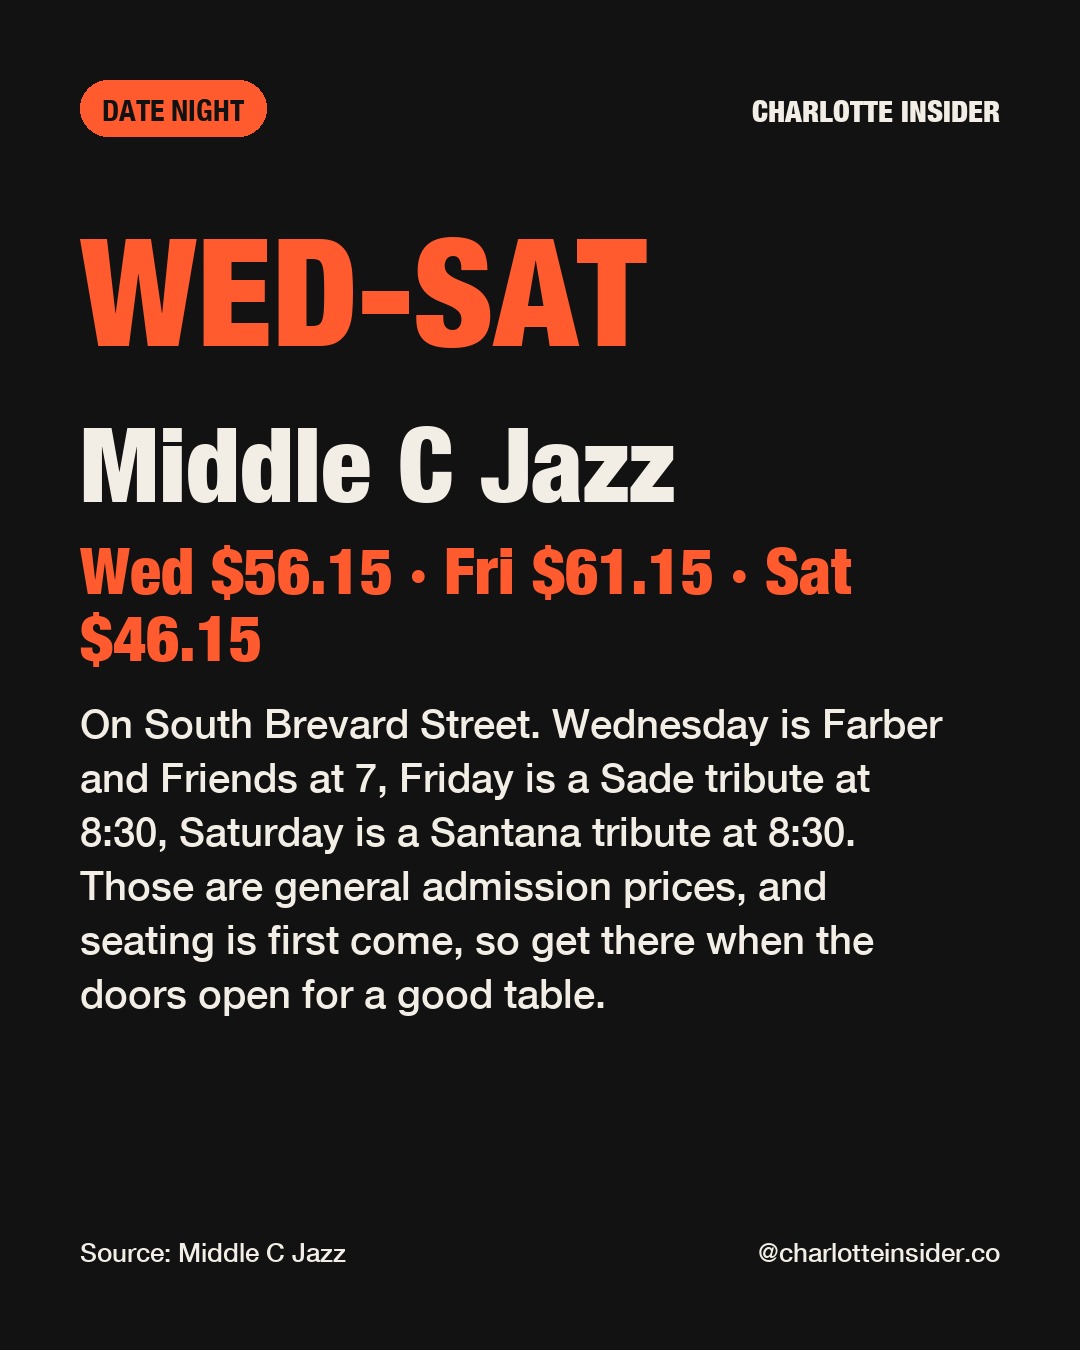 DATE NIGHT
CHARLOTTE INSIDER
WED-SAT
Middle C Jazz
Wed $56.15 · Fri $61.15 · Sat
$46.15
On South Brevard Street. Wednesday is Farber
and Friends at 7, Friday is a Sade tribute at
8:30, Saturday is a Santana tribute at 8:30.
Those are general admission prices, and
seating is first come, so get there when the
doors open for a good table.
Source: Middle C Jazz
@charlotteinsider.co